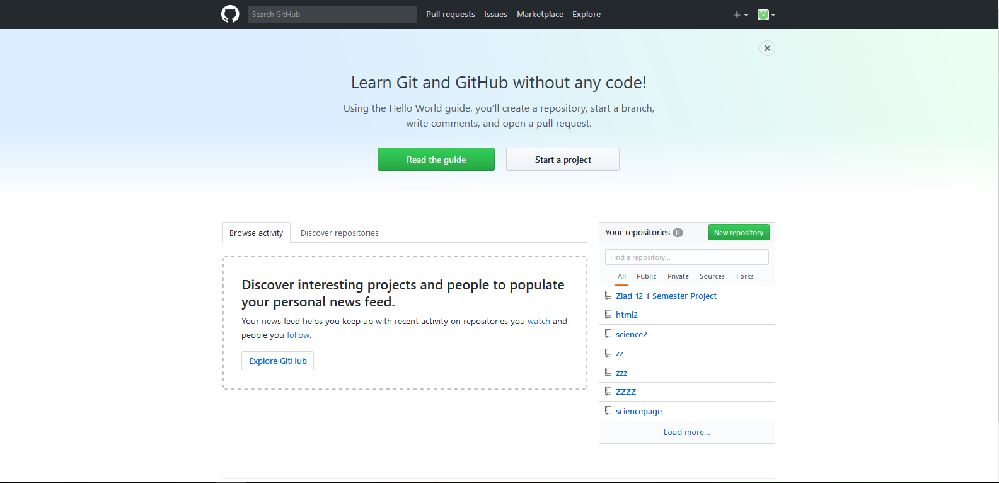 Search GitHub Pull requests Issues Marketplace Explore
Learn Git and GitHub without any code!
Using the Hello World guide, you’ll create a repository, start a branch,
write comments, and open a pull request.
Read the guide Start a project
Browse activity Discover repositories
Discover interesting projects and people to populate
your personal news feed.
Your news feed helps you keep up with recent activity on repositories you watch and
people you follow.
Explore GitHub
Your repositories 11 New repository
Find a repository...
All Public Private Sources Forks
Ziad-12-1-Semester-Project
html2
science2
zz
zzz
ZZZZ
sciencepage
Load more...